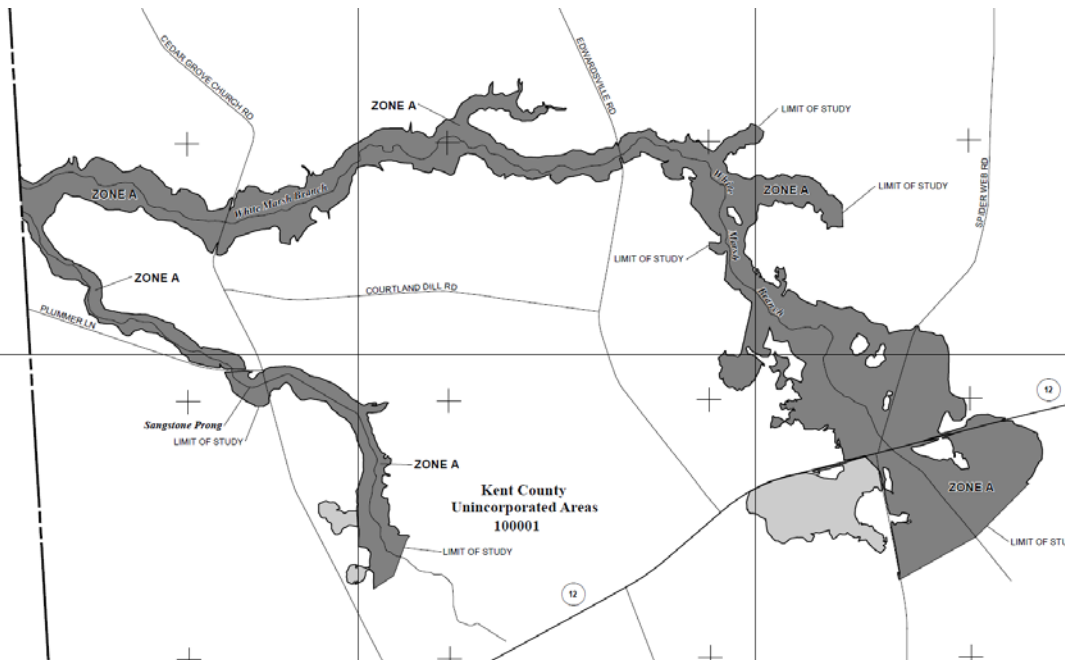 CEDAR GROVE CHURCH RD
EDWARDSVILLE RD
ZONE A
LIMIT OF STUDY
SPIDER WEB RD
ZONE A
White Marsh Branch
White
Marsh
Branch
ZONE A
LIMIT OF STUDY
LIMIT OF STUDY
ZONE A
COURTLAND DILL RD
PLUMMER LN
12
Sangstone Prong
LIMIT OF STUDY
ZONE A
Kent County
Unincorporated Areas
100001
ZONE A
LIMIT OF STU
LIMIT OF STUDY
12